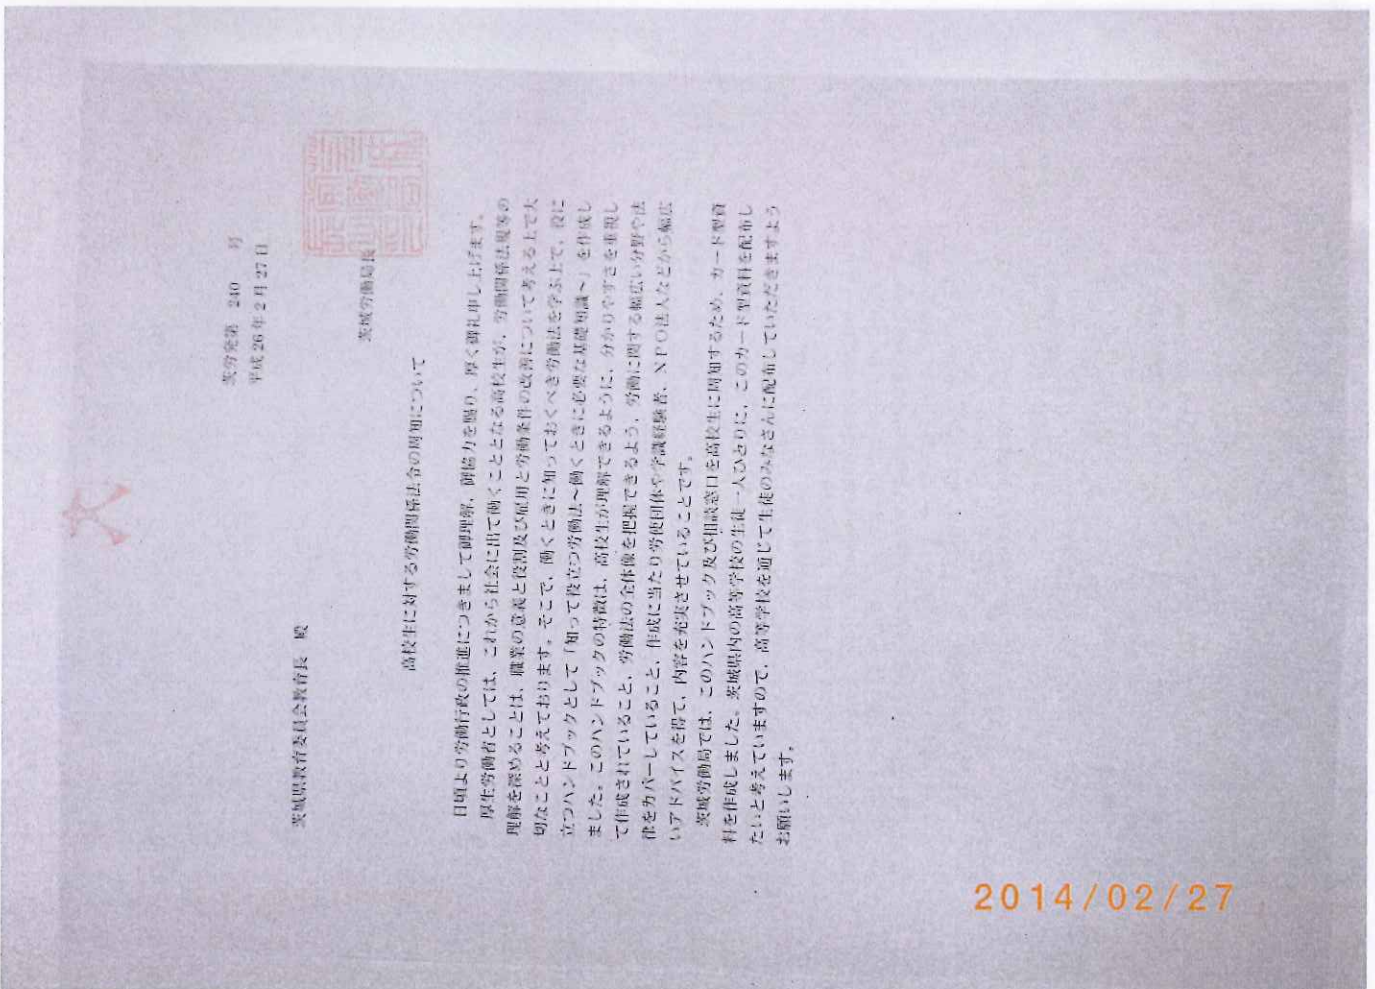 茨労発第 240 号
平成26年2月27日
茨城県教育委員会教育長 殿
茨城労働局長
高校生に対する労働関係法令の周知について
日頃より労働行政の推進につきまして御理解、御協力を賜り、厚く御礼申し上げます。
厚生労働省としては、これから社会に出て働くこととなる高校生が、労働関係法規等の
理解を深めることは、職業の意義と役割及び雇用と労働条件の改善について考える上で大
切なことと考えております。そこで、働くときに知っておくべき労働法を学ぶ上で、役に
立つハンドブックとして「知って役立つ労働法～働くときに必要な基礎知識～」を作成し
ました。このハンドブックの特徴は、高校生が理解できるように、分かりやすさを重視し
て作成されていること、労働法の全体像を把握できるよう、労働に関する幅広い分野や法
律をカバーしていること、作成に当たり労使団体や学識経験者、NPO法人などから幅広
いアドバイスを得て、内容を充実させていることです。
茨城労働局では、このハンドブック及び相談窓口を高校生に周知するため、カード型資
料を作成しました。茨城県内の高等学校の生徒一人ひとりに、このカード型資料を配布し
たいと考えていますので、高等学校を通じて生徒のみなさんに配布していただきますよう
お願いします。
2014/02/27